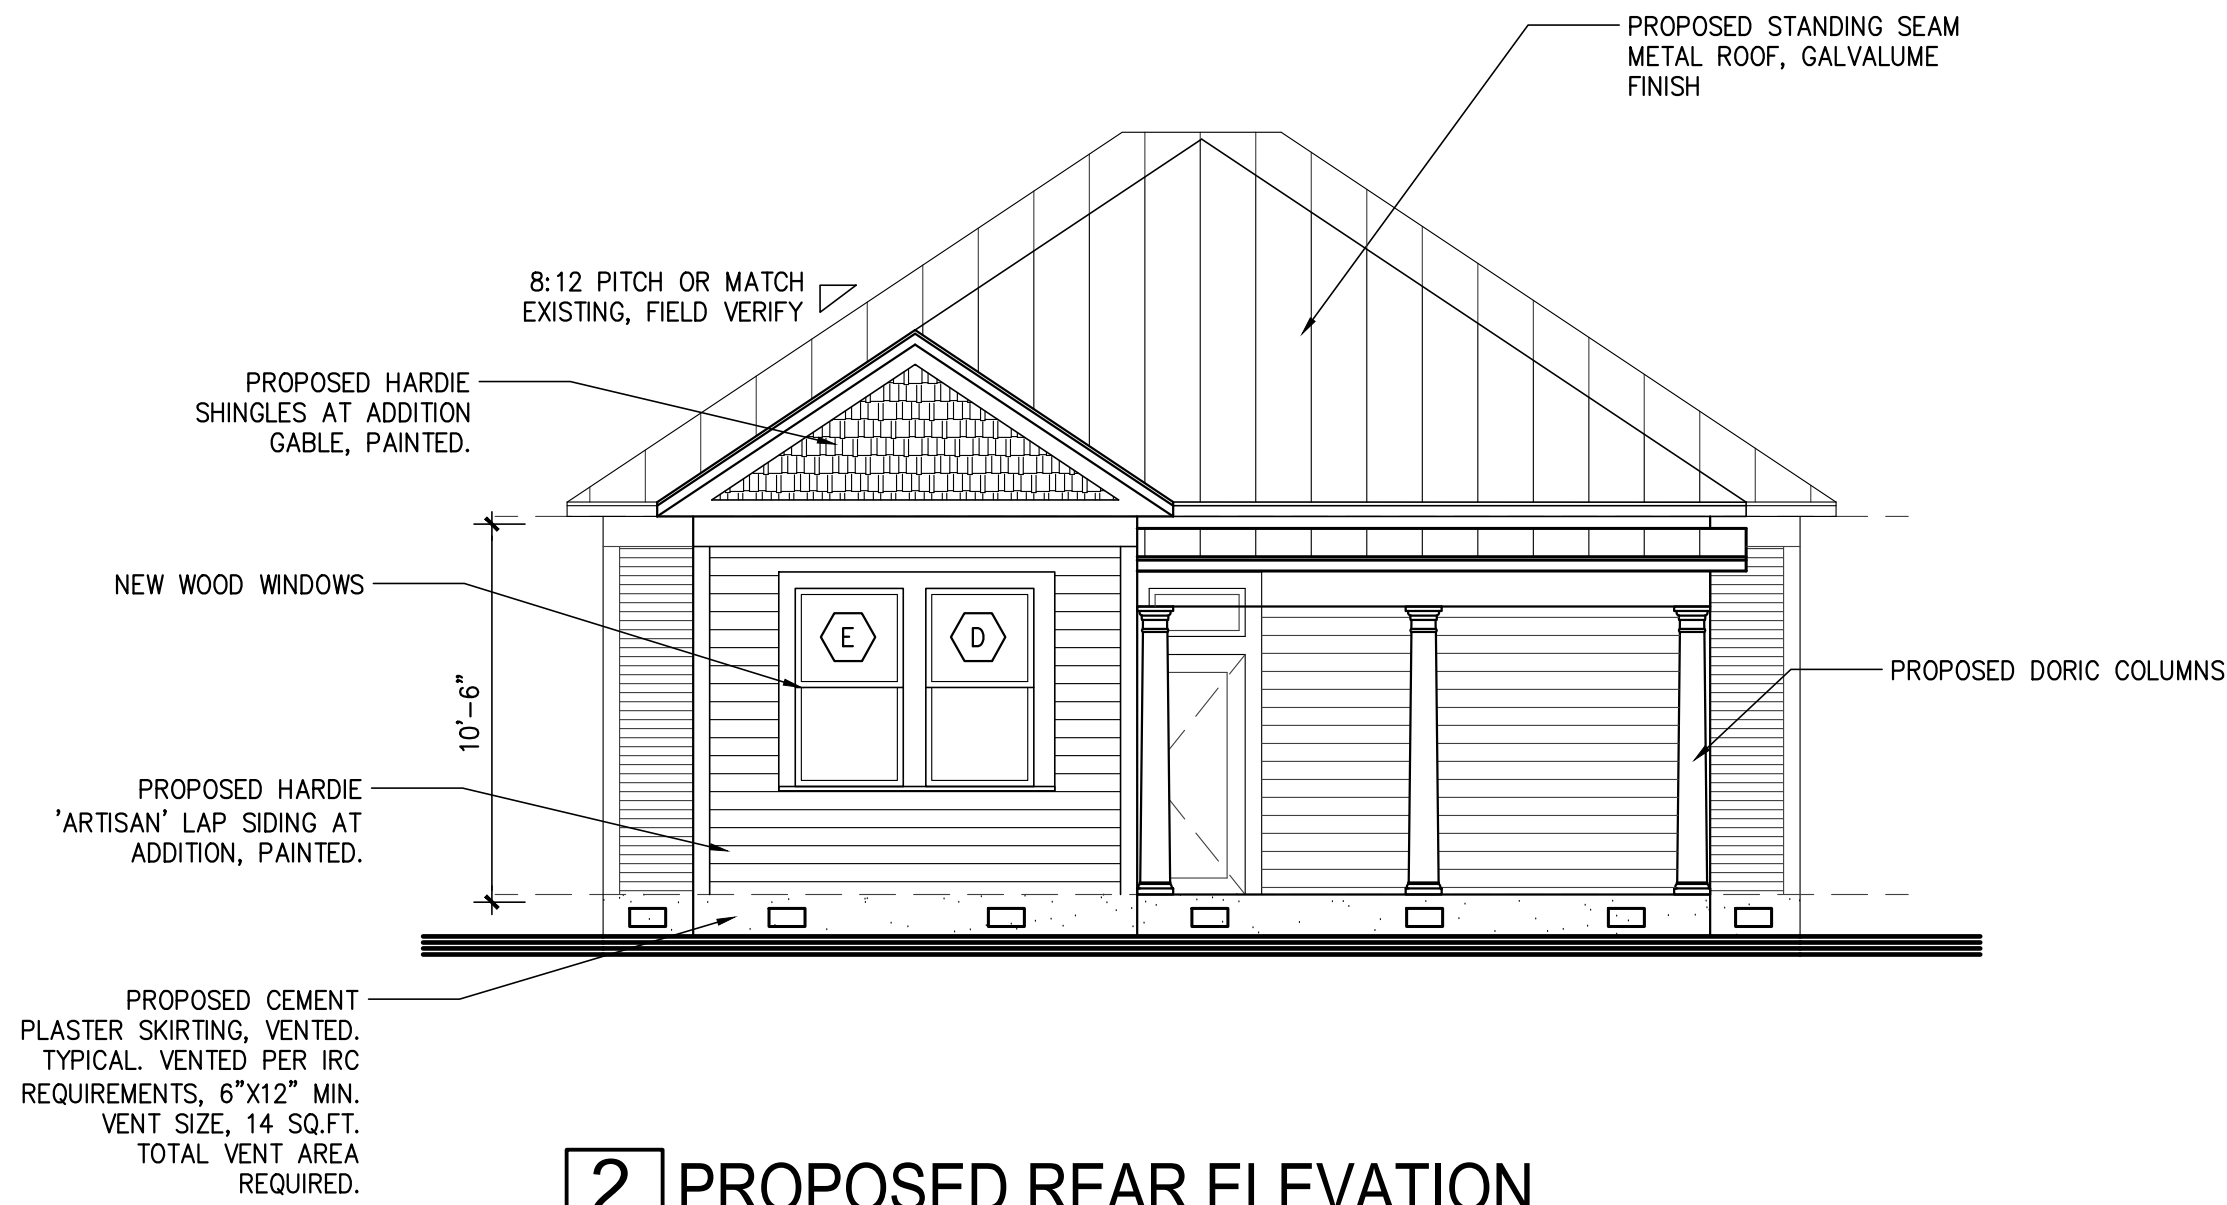 PROPOSED STANDING SEAM
METAL ROOF, GALVALUME
FINISH
8:12 PITCH OR MATCH
EXISTING, FIELD VERIFY
PROPOSED HARDIE
SHINGLES AT ADDITION
GABLE, PAINTED.
NEW WOOD WINDOWS
E
D
10'-6"
PROPOSED DORIC COLUMNS
PROPOSED HARDIE
'ARTISAN' LAP SIDING AT
ADDITION, PAINTED.
PROPOSED CEMENT
PLASTER SKIRTING, VENTED.
TYPICAL. VENTED PER IRC
REQUIREMENTS, 6"X12" MIN.
VENT SIZE, 14 SQ.FT.
TOTAL VENT AREA
REQUIRED.
2 PROPOSED REAR ELEVATION